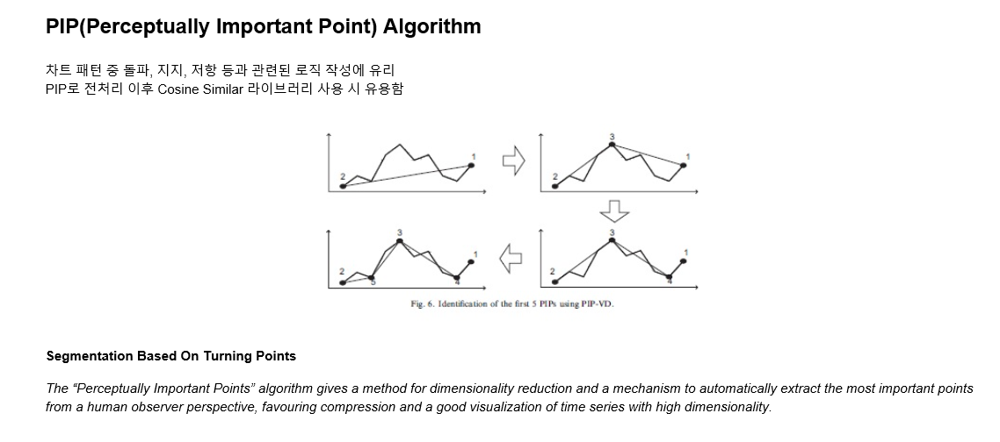 PIP(Perceptually Important Point) Algorithm
차트 패턴 중 돌파, 지지, 저항 등과 관련된 로직 작성에 유리
PIP로 전처리 이후 Cosine Similar 라이브러리 사용 시 유용함
2
1
2
3
1
2
5
3
4
1
2
3
4
1
Fig. 6. Identification of the first 5 PIPs using PIP-VD.
Segmentation Based On Turning Points
The “Perceptually Important Points” algorithm gives a method for dimensionality reduction and a mechanism to automatically extract the most important points
from a human observer perspective, favouring compression and a good visualization of time series with high dimensionality.